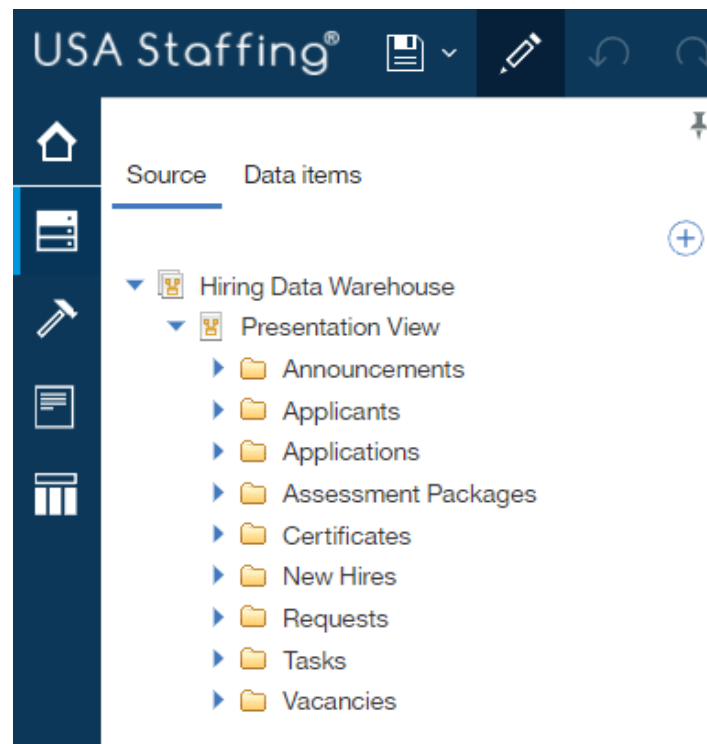 USA Staffing®
Source Data items
Hiring Data Warehouse
Presentation View
Announcements
Applicants
Applications
Assessment Packages
Certificates
New Hires
Requests
Tasks
Vacancies